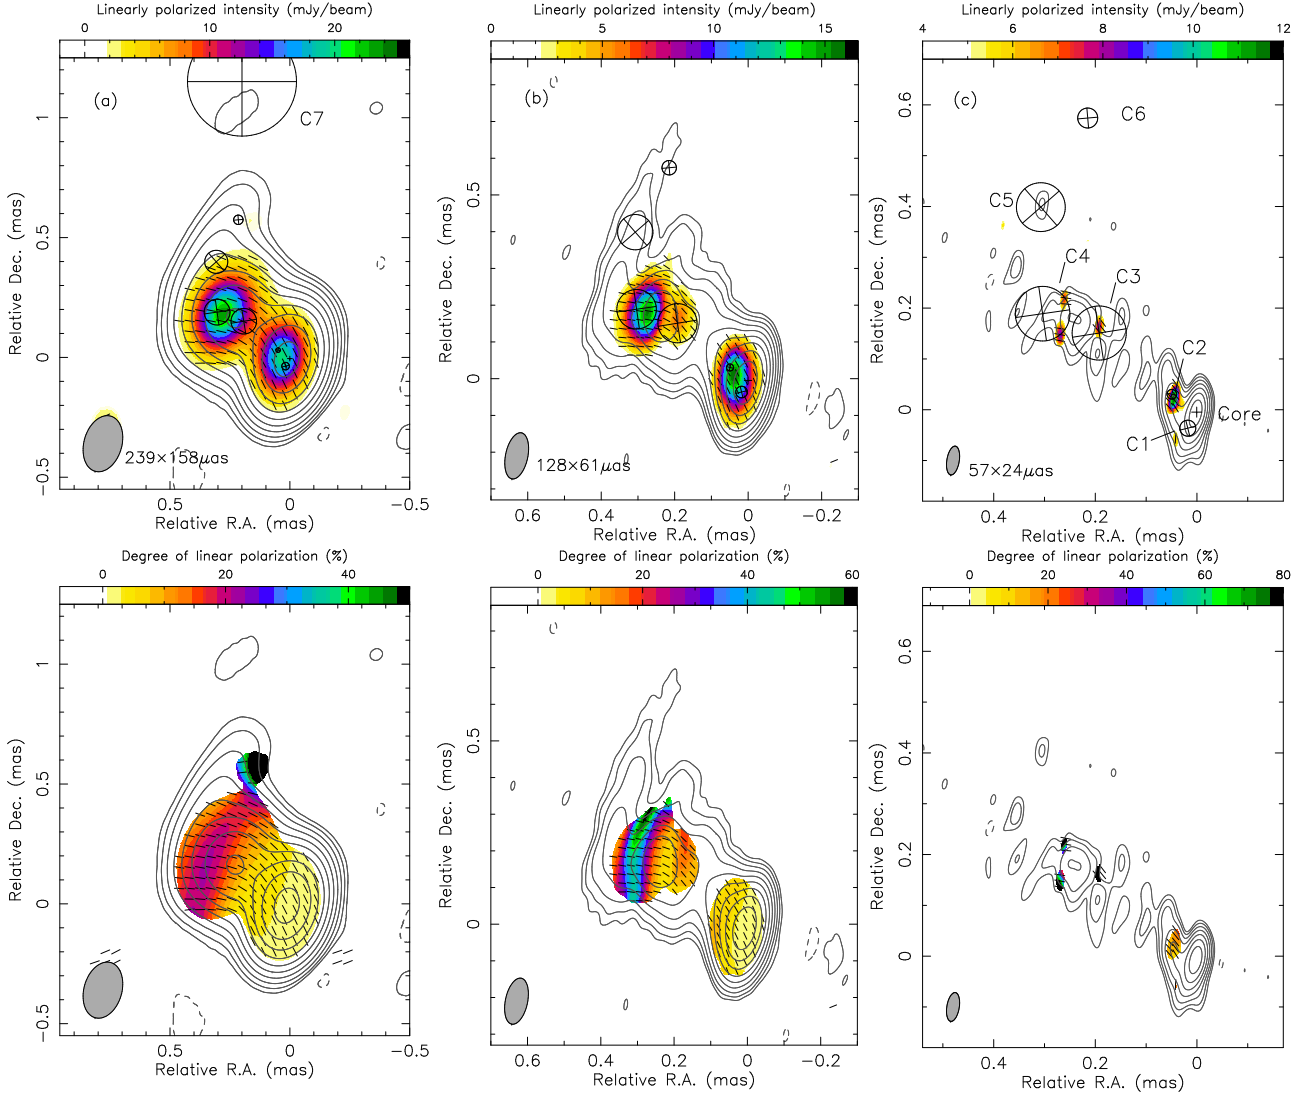 Linearly polarized intensity (mJy/beam)
0 10 20
(a)
C7
Relative Dec. (mas)
1
0.5
0
−0.5
239×158μas
0.5 0 −0.5
Relative R.A. (mas)
Linearly polarized intensity (mJy/beam)
0 5 10 15
(b)
Relative Dec. (mas)
0.5
0
128×61μas
0.6 0.4 0.2 0 −0.2
Relative R.A. (mas)
Linearly polarized intensity (mJy/beam)
4 6 8 10 12
(c)
C6
C5
C4
C3
C2
Core
C1
Relative Dec. (mas)
0.6
0.4
0.2
0
57×24μas
0.4 0.2 0
Relative R.A. (mas)
Degree of linear polarization (%)
0 20 40
Relative Dec. (mas)
1
0.5
0
−0.5
0.5 0 −0.5
Relative R.A. (mas)
Degree of linear polarization (%)
0 20 40 60
Relative Dec. (mas)
0.5
0
0.6 0.4 0.2 0 −0.2
Relative R.A. (mas)
Degree of linear polarization (%)
0 20 40 60 80
Relative Dec. (mas)
0.6
0.4
0.2
0
0.4 0.2 0
Relative R.A. (mas)